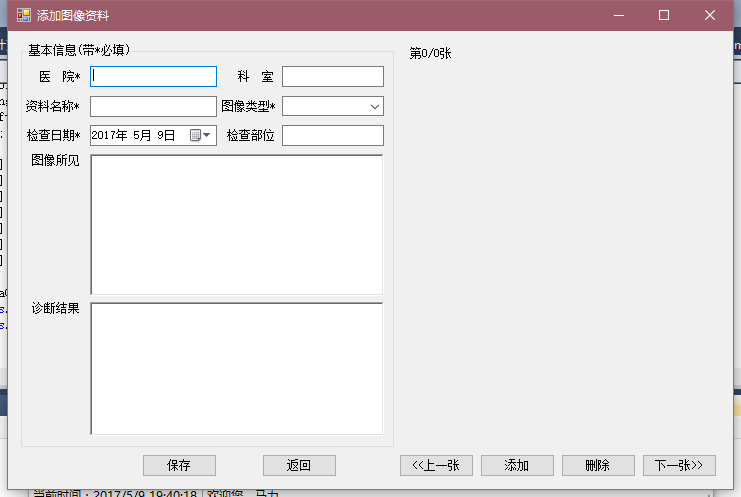 添加图像资料
基本信息(带*必填)
第0/0张
医 院*
科 室
资料名称*
图像类型*
检查日期*
2017年 5月 9日
检查部位
图像所见
诊断结果
保存
返回
<<上一张
添加
删除
下一张>>
当前时间：2017/5/9 19:40:18
欢迎您
马力